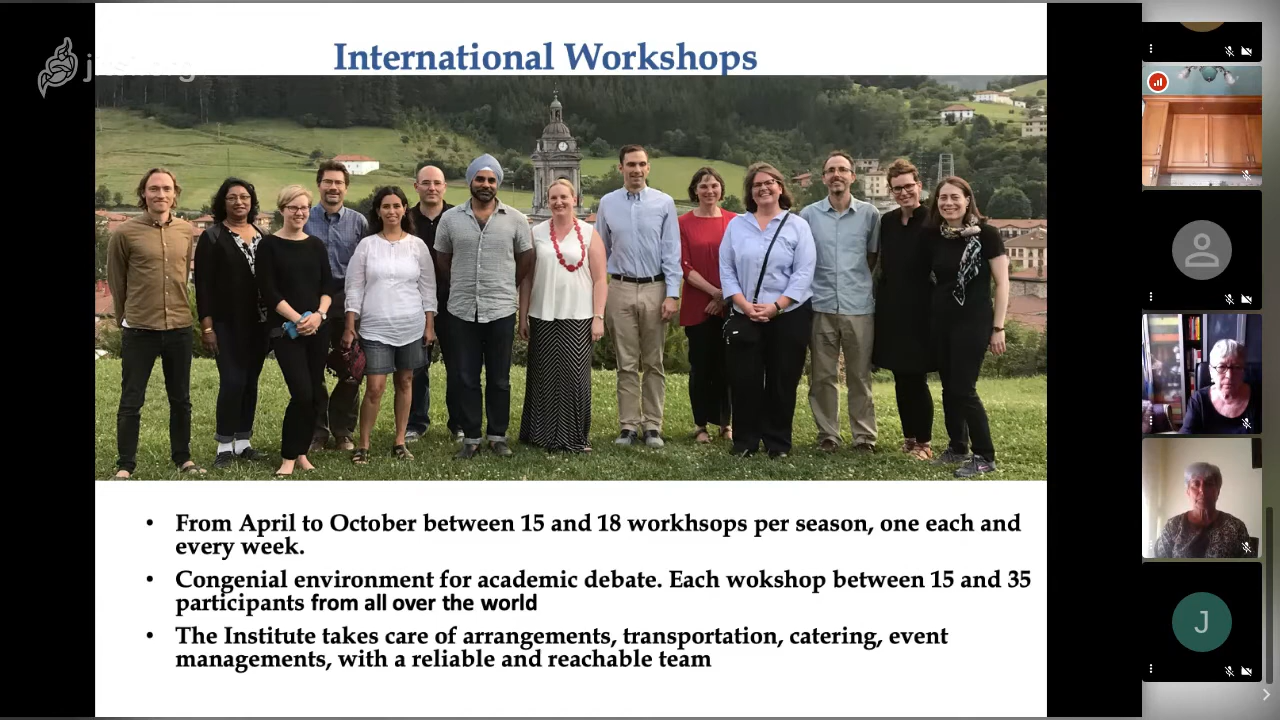 International Workshops
• From April to October between 15 and 18 workhsops per season, one each and
every week.
• Congenial environment for academic debate. Each wokshop between 15 and 35
participants from all over the world
• The Institute takes care of arrangements, transportation, catering, event
managements, with a reliable and reachable team
J